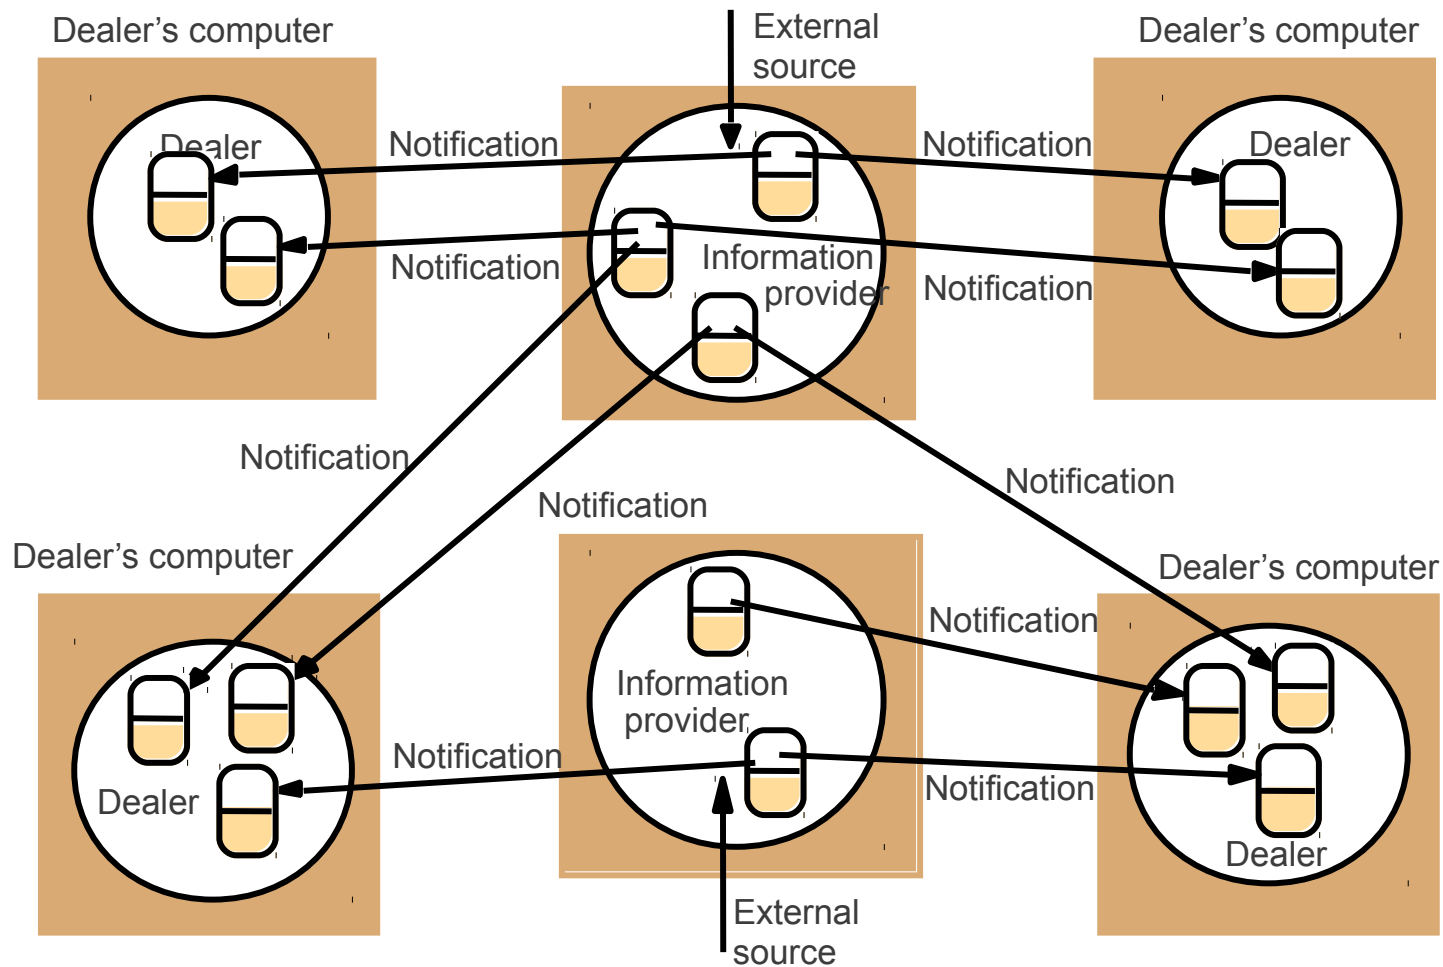 Dealer’s computer
External
source
Dealer’s computer
Dealer
Notification
Notification
Dealer
Notification
Information
provider
Notification
Notification
Notification
Notification
Dealer’s computer
Dealer’s computer
Notification
Information
provider
Notification
Dealer
Notification
Dealer
External
source